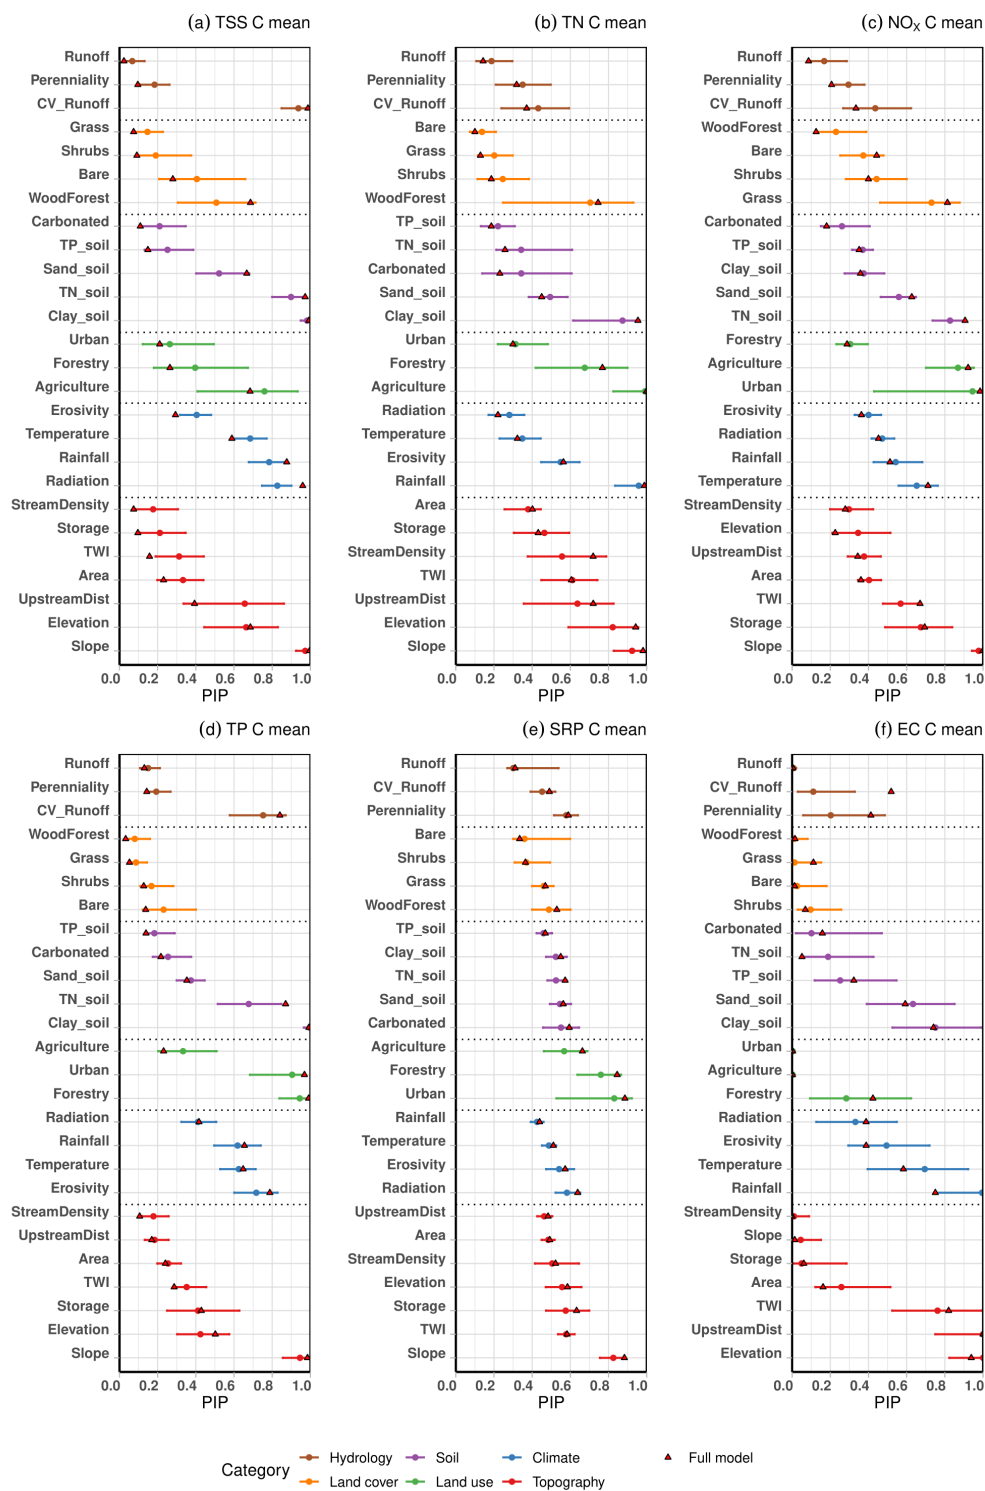 (a) TSS C mean
Runoff
Perenniality
CV_Runoff
Grass
Shrubs
Bare
WoodForest
Carbonated
TP_soil
Sand_soil
TN_soil
Clay_soil
Urban
Forestry
Agriculture
Erosivity
Temperature
Rainfall
Radiation
StreamDensity
Storage
TWI
Area
UpstreamDist
Elevation
Slope
0.0 0.2 0.4 0.6 0.8 1.0
PIP
(b) TN C mean
Runoff
Perenniality
CV_Runoff
Bare
Grass
Shrubs
WoodForest
TP_soil
TN_soil
Carbonated
Sand_soil
Clay_soil
Urban
Forestry
Agriculture
Radiation
Temperature
Erosivity
Rainfall
Area
Storage
StreamDensity
TWI
UpstreamDist
Elevation
Slope
0.0 0.2 0.4 0.6 0.8 1.0
PIP
(c) NOX C mean
Runoff
Perenniality
CV_Runoff
WoodForest
Bare
Shrubs
Grass
Carbonated
TP_soil
Clay_soil
Sand_soil
TN_soil
Forestry
Agriculture
Urban
Erosivity
Radiation
Rainfall
Temperature
StreamDensity
Elevation
UpstreamDist
Area
TWI
Storage
Slope
0.0 0.2 0.4 0.6 0.8 1.0
PIP
(d) TP C mean
Runoff
Perenniality
CV_Runoff
WoodForest
Grass
Shrubs
Bare
TP_soil
Carbonated
Sand_soil
TN_soil
Clay_soil
Agriculture
Urban
Forestry
Radiation
Rainfall
Temperature
Erosivity
StreamDensity
UpstreamDist
Area
TWI
Storage
Elevation
Slope
0.0 0.2 0.4 0.6 0.8 1.0
PIP
(e) SRP C mean
Runoff
CV_Runoff
Perenniality
Bare
Shrubs
Grass
WoodForest
TP_soil
Clay_soil
TN_soil
Sand_soil
Carbonated
Agriculture
Forestry
Urban
Rainfall
Temperature
Erosivity
Radiation
UpstreamDist
Area
StreamDensity
Elevation
Storage
TWI
Slope
0.0 0.2 0.4 0.6 0.8 1.0
PIP
(f) EC C mean
Runoff
CV_Runoff
Perenniality
WoodForest
Grass
Bare
Shrubs
Carbonated
TN_soil
TP_soil
Sand_soil
Clay_soil
Urban
Agriculture
Forestry
Radiation
Erosivity
Temperature
Rainfall
StreamDensity
Slope
Storage
Area
TWI
UpstreamDist
Elevation
0.0 0.2 0.4 0.6 0.8 1.0
PIP
Category
Hydrology Soil Climate Full model
Land cover Land use Topography